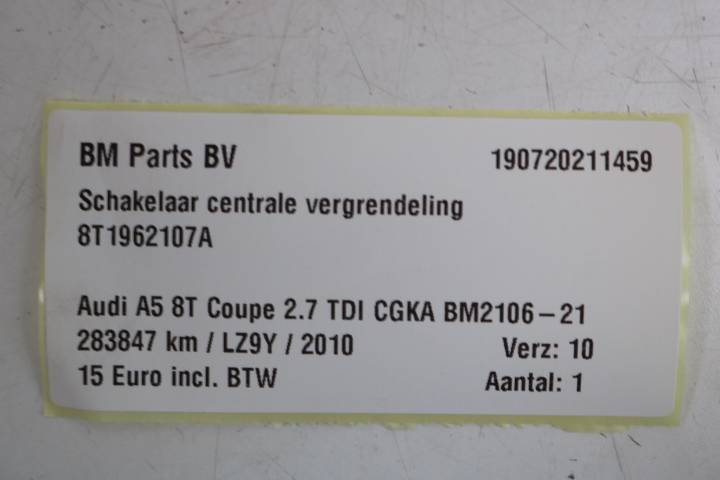 BM Parts BV 190720211459
Schakelaar centrale vergrendeling
8T1962107A
Audi A5 8T Coupe 2.7 TDI CGKA BM2106-21
283847 km / LZ9Y / 2010 Verz: 10
15 Euro incl. BTW Aantal: 1